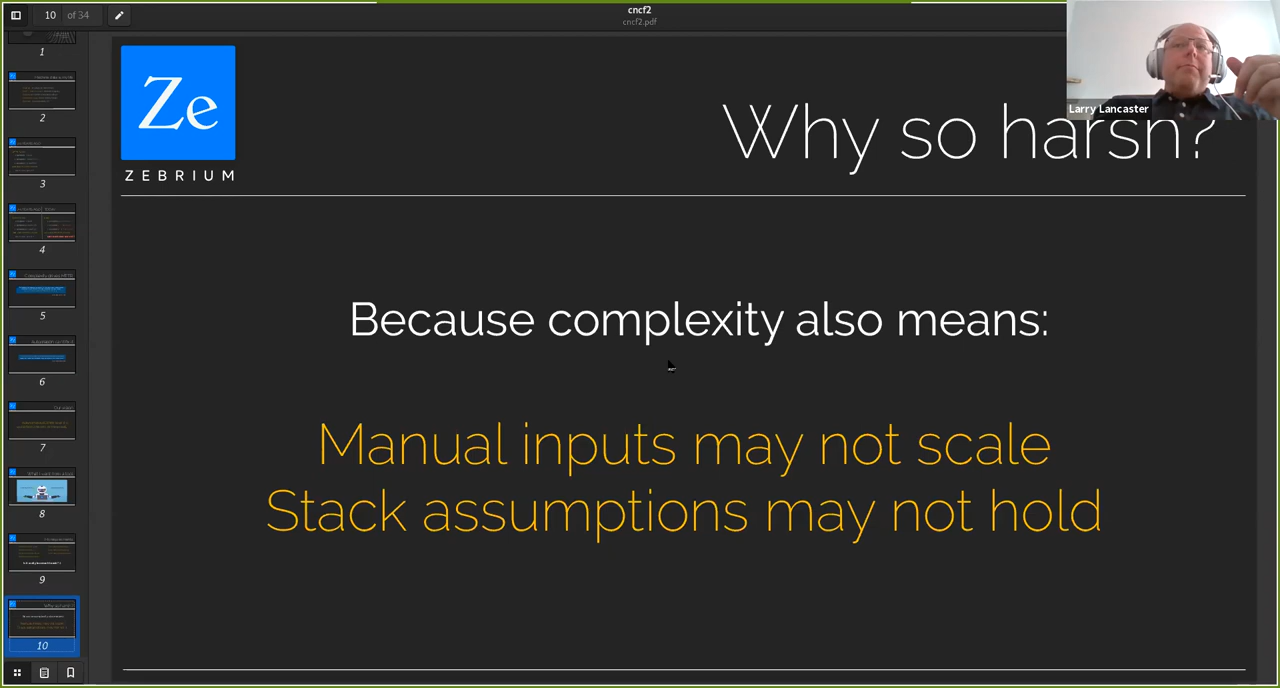 10 of 34
cncf2
cncf2.pdf
Larry Lancaster
Ze
ZEBRIUM
Why so harsh?
Because complexity also means:
Manual inputs may not scale
Stack assumptions may not hold
1
2
3
4
5
6
7
8
9
10